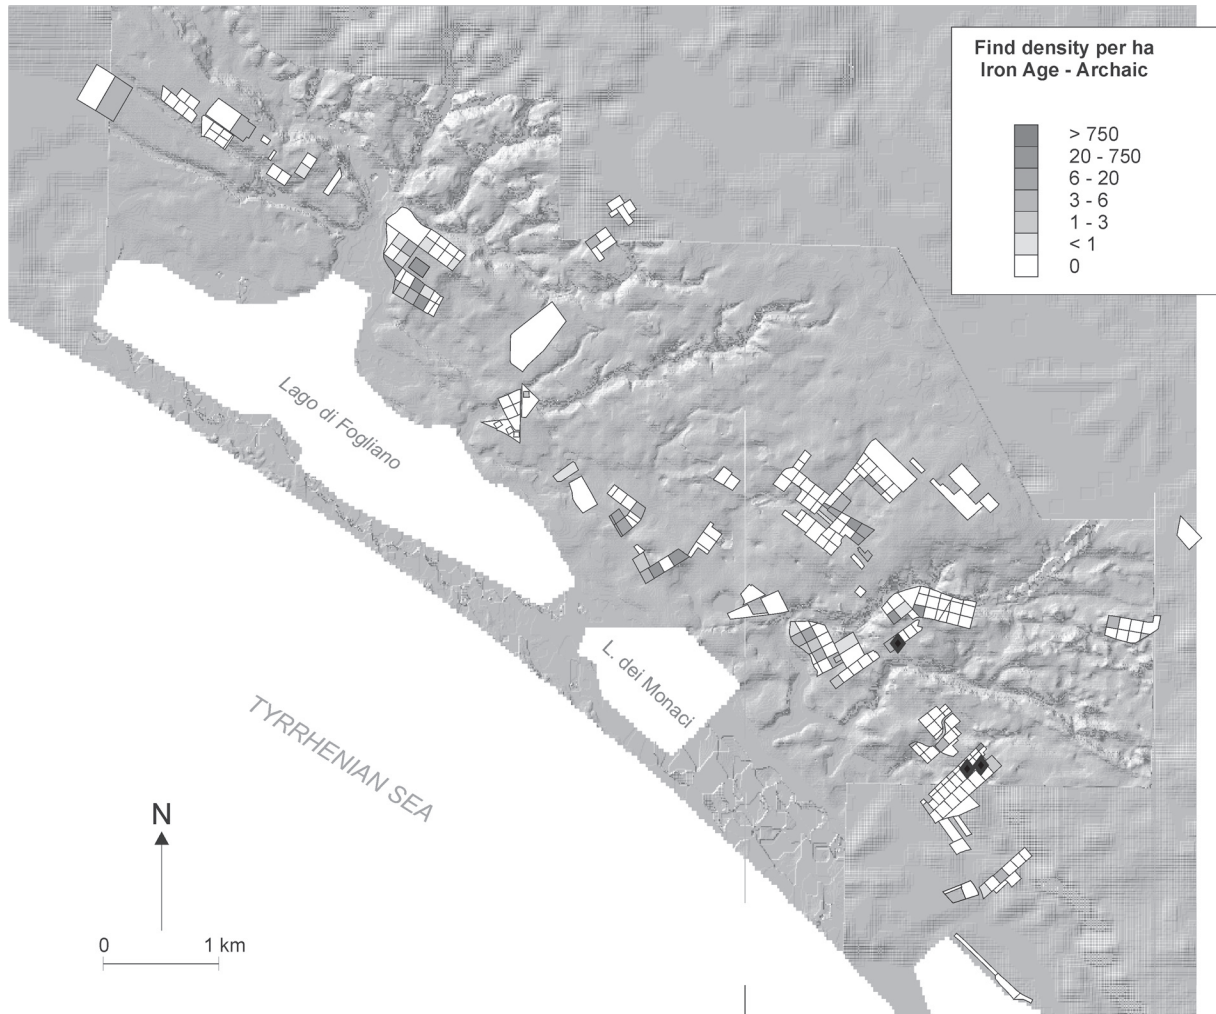 Find density per ha
Iron Age - Archaic
> 750
20 - 750
6 - 20
3 - 6
1 - 3
< 1
0
Lago di Fogliano
L. dei Monaci
TYRRHENIAN SEA
N
0 1 km